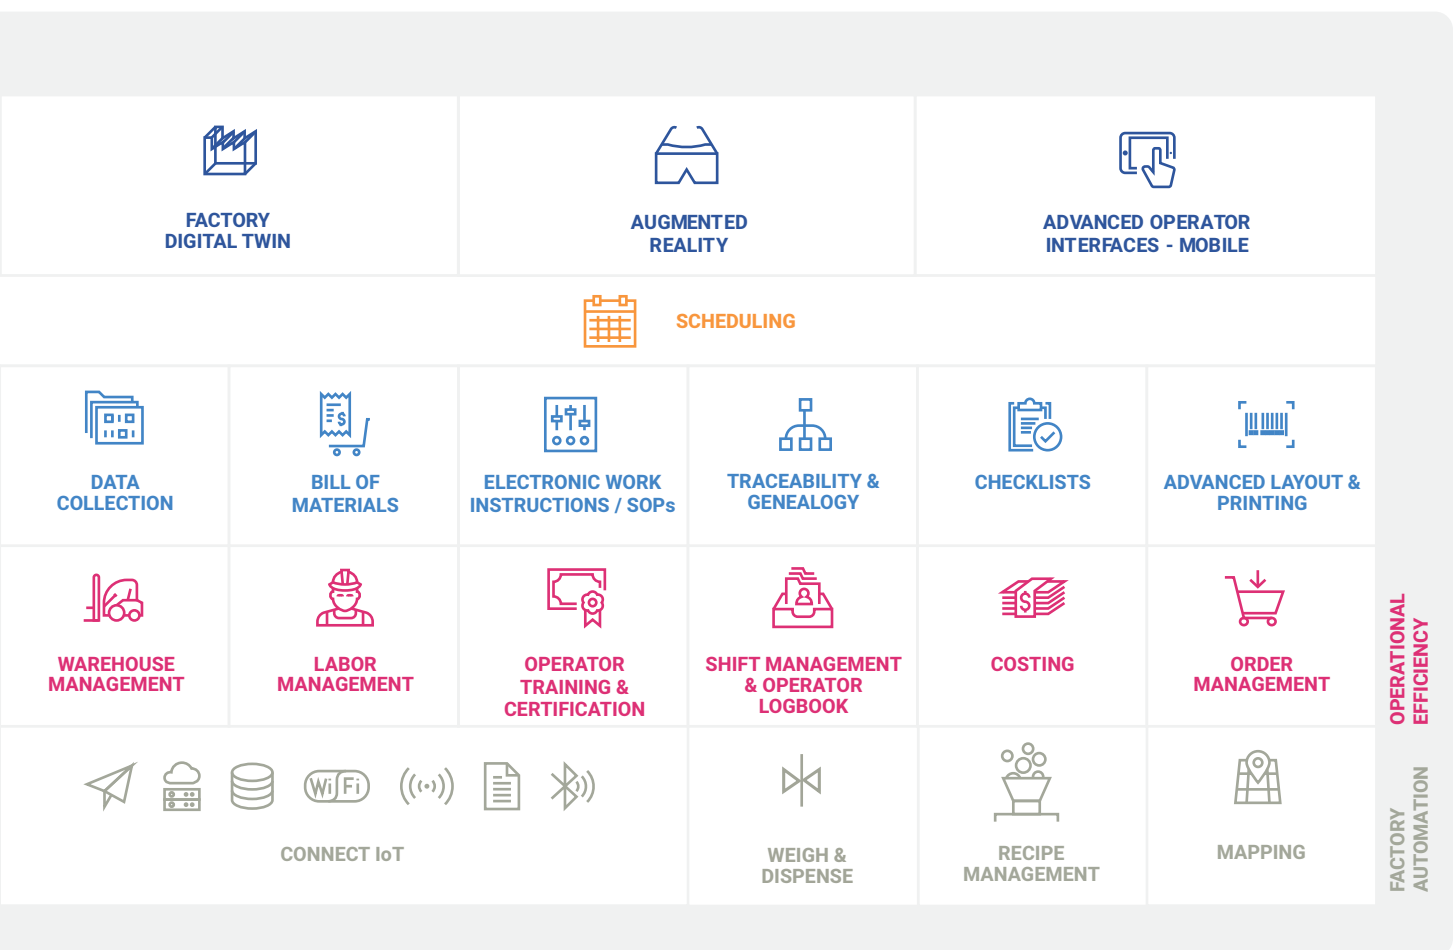 FACTORY
DIGITAL TWIN
AUGMENTED
REALITY
ADVANCED OPERATOR
INTERFACES - MOBILE
SCHEDULING
DATA
COLLECTION
$
BILL OF
MATERIALS
ELECTRONIC WORK
INSTRUCTIONS / SOPs
TRACEABILITY &
GENEALOGY
CHECKLISTS
ADVANCED LAYOUT &
PRINTING
WAREHOUSE
MANAGEMENT
LABOR
MANAGEMENT
OPERATOR
TRAINING &
CERTIFICATION
SHIFT MANAGEMENT
& OPERATOR
LOGBOOK
$
COSTING
ORDER
MANAGEMENT
OPERATIONAL
EFFICIENCY
WiFi
CONNECT IoT
WEIGH &
DISPENSE
RECIPE
MANAGEMENT
MAPPING
FACTORY
AUTOMATION